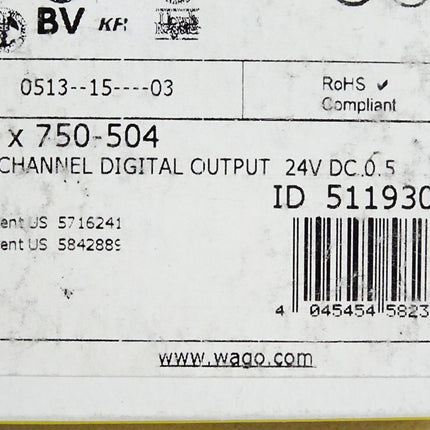 BV KR
0513--15----03
RoHS ✓
Compliant
x 750-504
CHANNEL DIGITAL OUTPUT 24V DC 0.5
ID 511930
ent US 5716241
ent US 5842889
4 045454 5823
www.wago.com